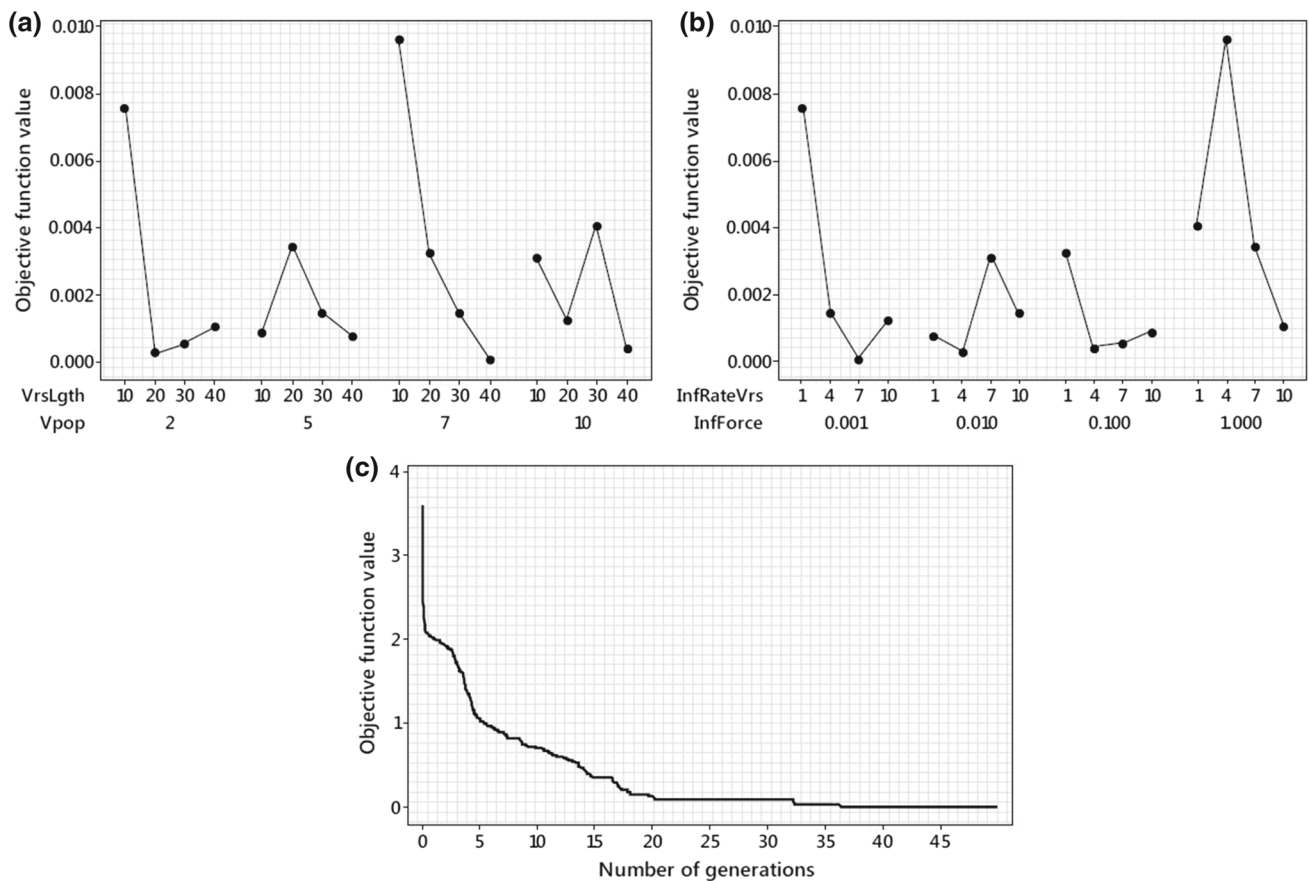 (a)
Objective function value
0.010
0.008
0.006
0.004
0.002
0.000
VrsLgth 10 20 30 40 10 20 30 40 10 20 30 40 10 20 30 40
Vpop 2 5 7 10
(b)
Objective function value
0.010
0.008
0.006
0.004
0.002
0.000
InfRateVrs 1 4 7 10 1 4 7 10 1 4 7 10 1 4 7 10
InfForce 0.001 0.010 0.100 1.000
(c)
Objective function value
4
3
2
1
0
0 5 10 15 20 25 30 35 40 45
Number of generations